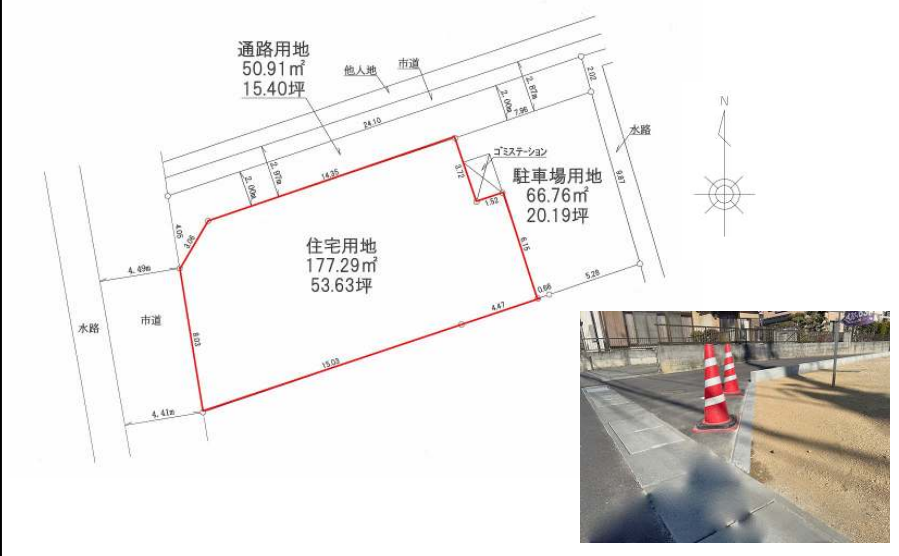 通路用地
50.91㎡
15.40坪
他人地
市道
2.02
2.87m
2.00m
7.96
水路
N
24.10
ゴミステーション
2.97m
2.00m
14.35
3.72
駐車場用地
66.76㎡
20.19坪
9.87
1.52
4.05
3.06
住宅用地
177.29㎡
53.63坪
6.15
4.49m
5.28
0.66
水路
市道
8.03
4.47
15.03
4.41m